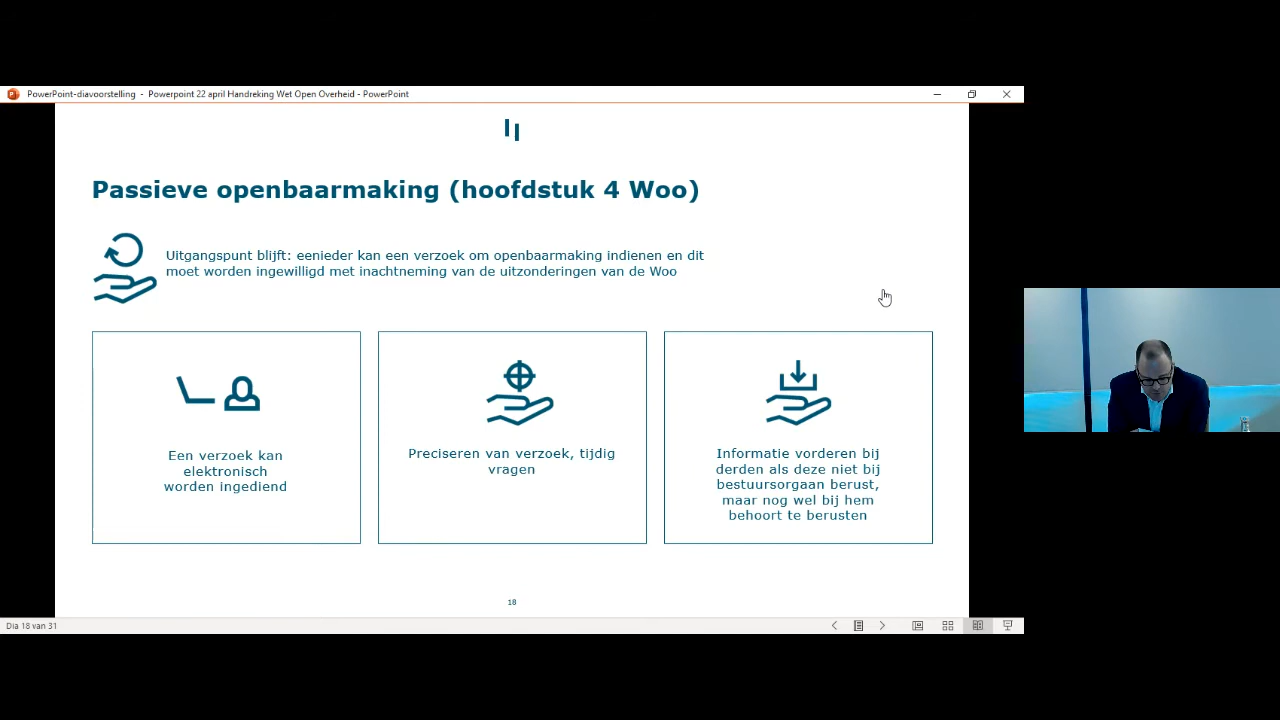 PowerPoint-diavoorstelling - Powerpoint 22 april Handreking Wet Open Overheid - PowerPoint
Passieve openbaarmaking (hoofdstuk 4 Woo)
Uitgangspunt blijft: eenieder kan een verzoek om openbaarmaking indienen en dit
moet worden ingewilligd met inachtneming van de uitzonderingen van de Woo
Een verzoek kan
elektronisch
worden ingediend
Preciseren van verzoek, tijdig
vragen
Informatie vorderen bij
derden als deze niet bij
bestuursorgaan berust,
maar nog wel bij hem
behoort te berusten
18
Dia 18 van 31